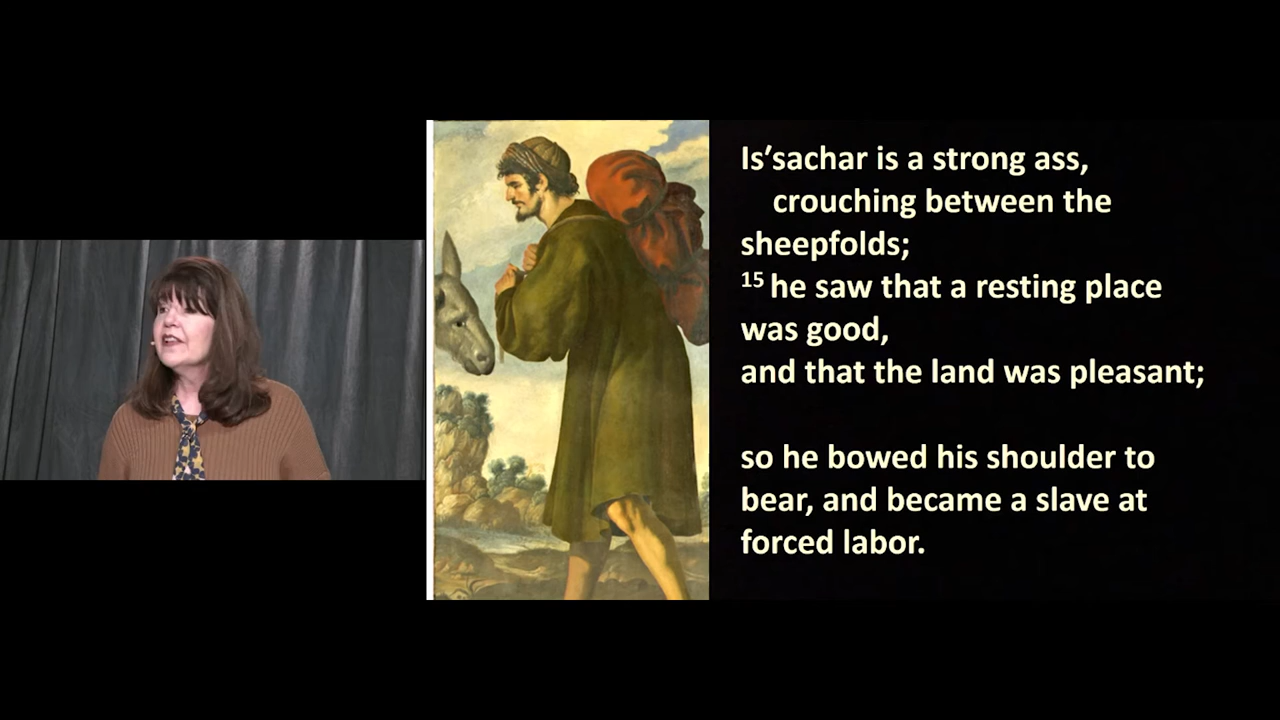 Is′sachar is a strong ass,
crouching between the
sheepfolds;
15 he saw that a resting place
was good,
and that the land was pleasant;
so he bowed his shoulder to
bear, and became a slave at
forced labor.